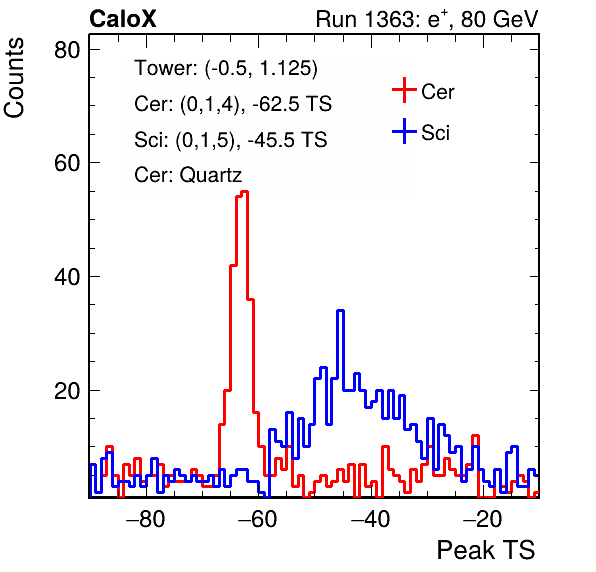 CaloX Run 1363: e⁺, 80 GeV
Counts
80
60
40
20
Tower: (-0.5, 1.125)
Cer: (0,1,4), -62.5 TS
Sci: (0,1,5), -45.5 TS
Cer: Quartz
Cer
Sci
−80 −60 −40 −20
Peak TS